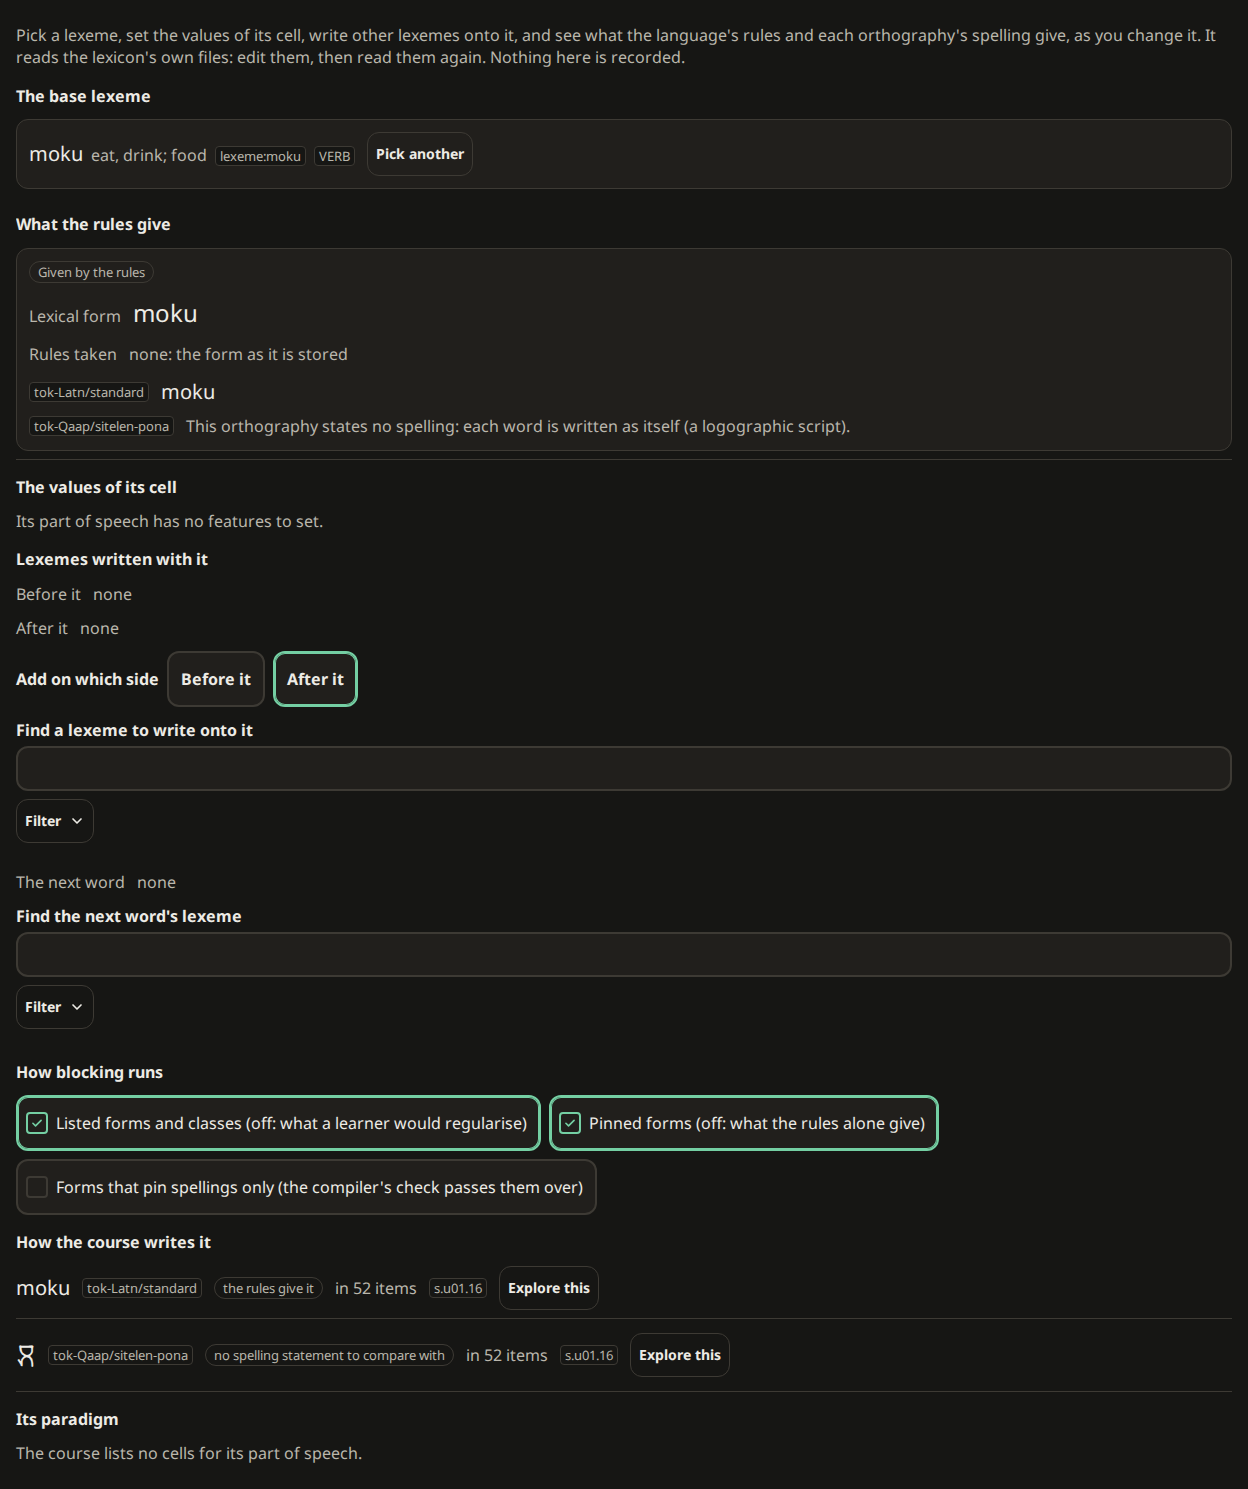 Pick a lexeme, set the values of its cell, write other lexemes onto it, and see what the language's rules and each orthography's spelling give, as you change it. It
reads the lexicon's own files: edit them, then read them again. Nothing here is recorded.
The base lexeme
moku eat, drink; food lexeme:moku VERB Pick another
What the rules give
Given by the rules
Lexical form moku
Rules taken none: the form as it is stored
tok-Latn/standard moku
tok-Qaap/sitelen-pona This orthography states no spelling: each word is written as itself (a logographic script).
The values of its cell
Its part of speech has no features to set.
Lexemes written with it
Before it none
After it none
Add on which side Before it After it
Find a lexeme to write onto it
Filter
The next word none
Find the next word's lexeme
Filter
How blocking runs
Listed forms and classes (off: what a learner would regularise) Pinned forms (off: what the rules alone give)
Forms that pin spellings only (the compiler's check passes them over)
How the course writes it
moku tok-Latn/standard the rules give it in 52 items s.u01.16 Explore this
tok-Qaap/sitelen-pona no spelling statement to compare with in 52 items s.u01.16 Explore this
Its paradigm
The course lists no cells for its part of speech.